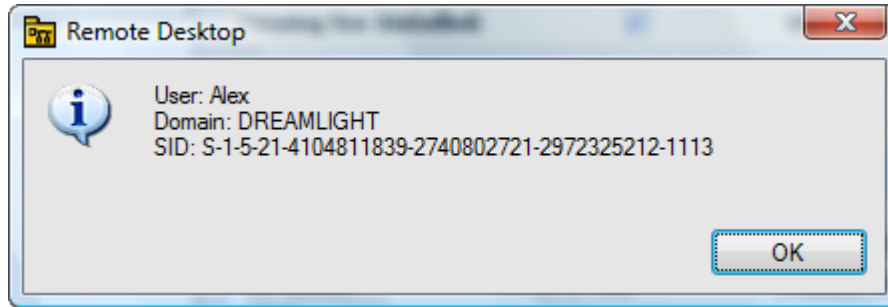 Remote Desktop
User: Alex
Domain: DREAMLIGHT
SID: S-1-5-21-4104811839-2740802721-2972325212-1113
OK